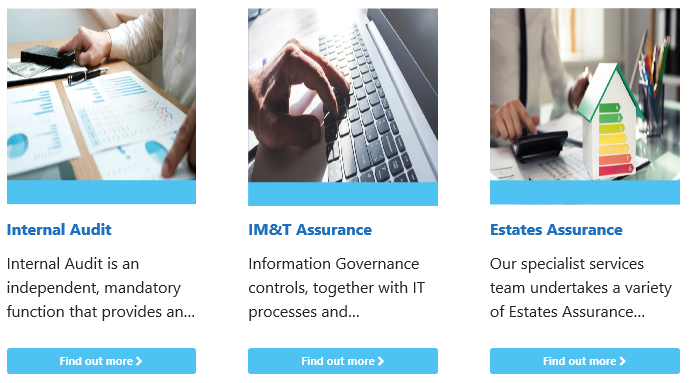 Internal Audit
Internal Audit is an
independent, mandatory
function that provides an...
Find out more
IM&T Assurance
Information Governance
controls, together with IT
processes and...
Find out more
Estates Assurance
Our specialist services
team undertakes a variety
of Estates Assurance...
Find out more